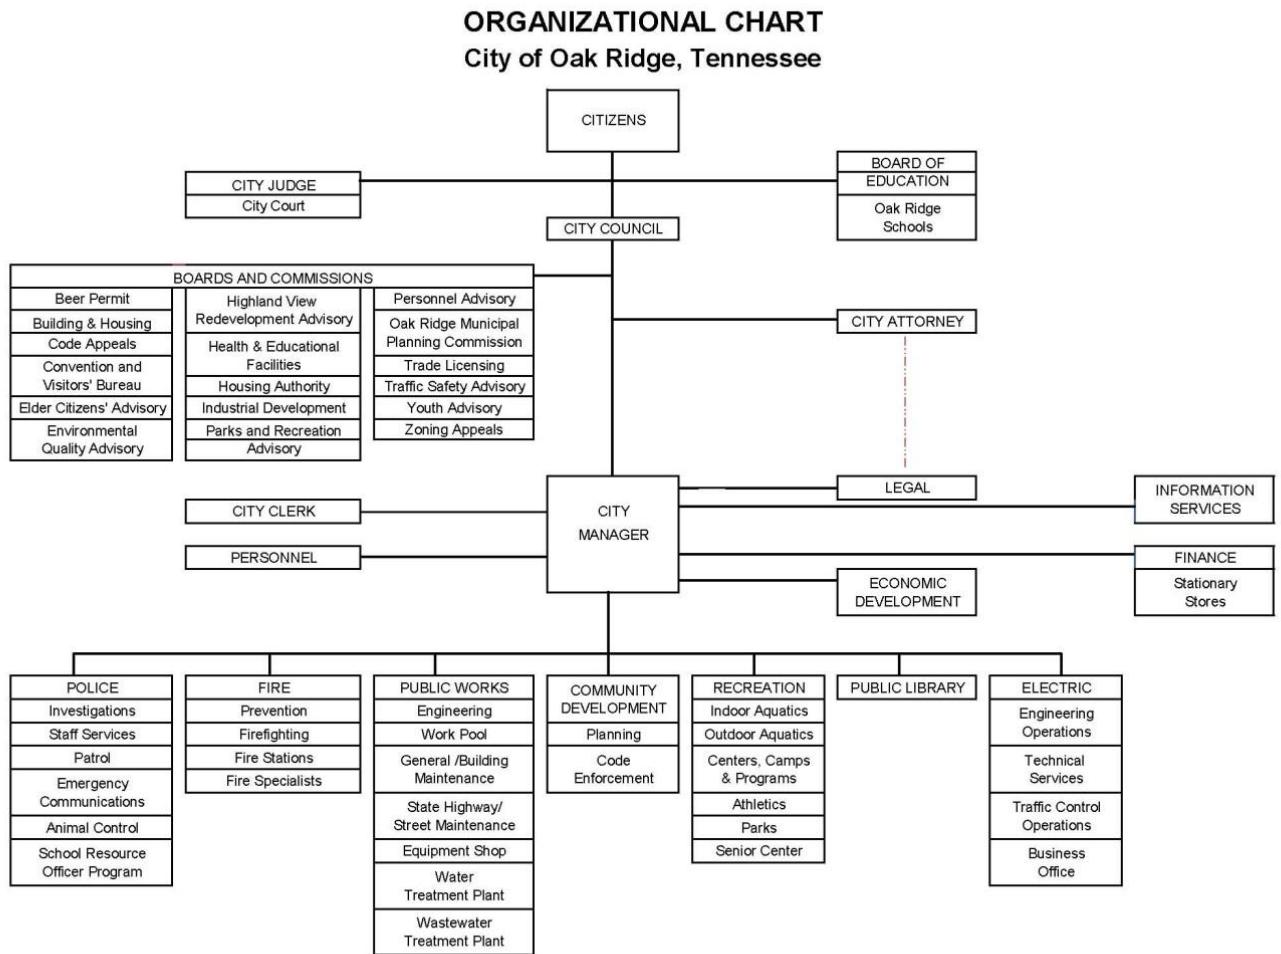 ORGANIZATIONAL CHART
City of Oak Ridge, Tennessee
CITIZENS
CITY JUDGE
City Court
BOARD OF
EDUCATION
Oak Ridge
Schools
CITY COUNCIL
BOARDS AND COMMISSIONS
Beer Permit
Building & Housing
Code Appeals
Convention and
Visitors' Bureau
Elder Citizens' Advisory
Environmental
Quality Advisory
Highland View
Redevelopment Advisory
Health & Educational
Facilities
Housing Authority
Industrial Development
Parks and Recreation
Advisory
Personnel Advisory
Oak Ridge Municipal
Planning Commission
Trade Licensing
Traffic Safety Advisory
Youth Advisory
Zoning Appeals
CITY ATTORNEY
CITY
MANAGER
CITY CLERK
PERSONNEL
LEGAL
INFORMATION
SERVICES
ECONOMIC
DEVELOPMENT
FINANCE
Stationary
Stores
POLICE
Investigations
Staff Services
Patrol
Emergency
Communications
Animal Control
School Resource
Officer Program
FIRE
Prevention
Firefighting
Fire Stations
Fire Specialists
PUBLIC WORKS
Engineering
Work Pool
General /Building
Maintenance
State Highway/
Street Maintenance
Equipment Shop
Water
Treatment Plant
Wastewater
Treatment Plant
COMMUNITY
DEVELOPMENT
Planning
Code
Enforcement
RECREATION
Indoor Aquatics
Outdoor Aquatics
Centers, Camps
& Programs
Athletics
Parks
Senior Center
PUBLIC LIBRARY
ELECTRIC
Engineering
Operations
Technical
Services
Traffic Control
Operations
Business
Office